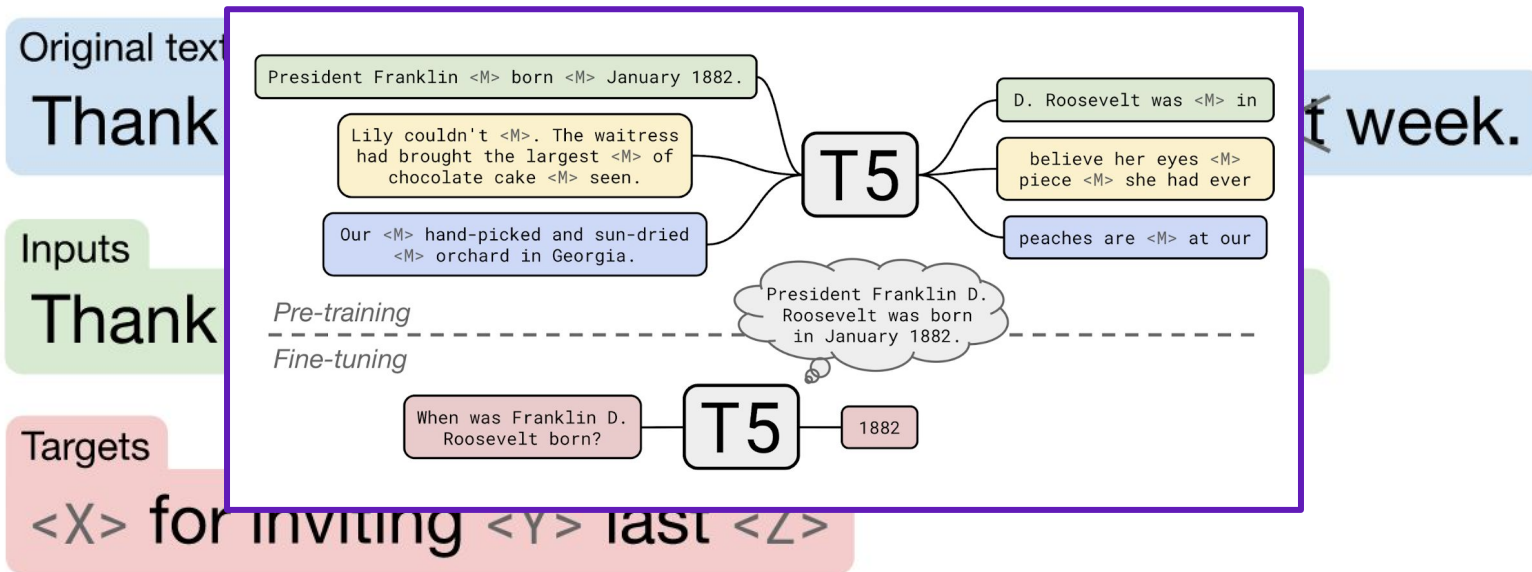 Original text
Thank
t week.
Inputs
Thank
Targets
<X> for inviting <Y> last <Z>
President Franklin <M> born <M> January 1882.
Lily couldn't <M>. The waitress
had brought the largest <M> of
chocolate cake <M> seen.
Our <M> hand-picked and sun-dried
<M> orchard in Georgia.
T5
D. Roosevelt was <M> in
believe her eyes <M>
piece <M> she had ever
peaches are <M> at our
Pre-training
President Franklin D.
Roosevelt was born
in January 1882.
Fine-tuning
When was Franklin D.
Roosevelt born?
T5
1882